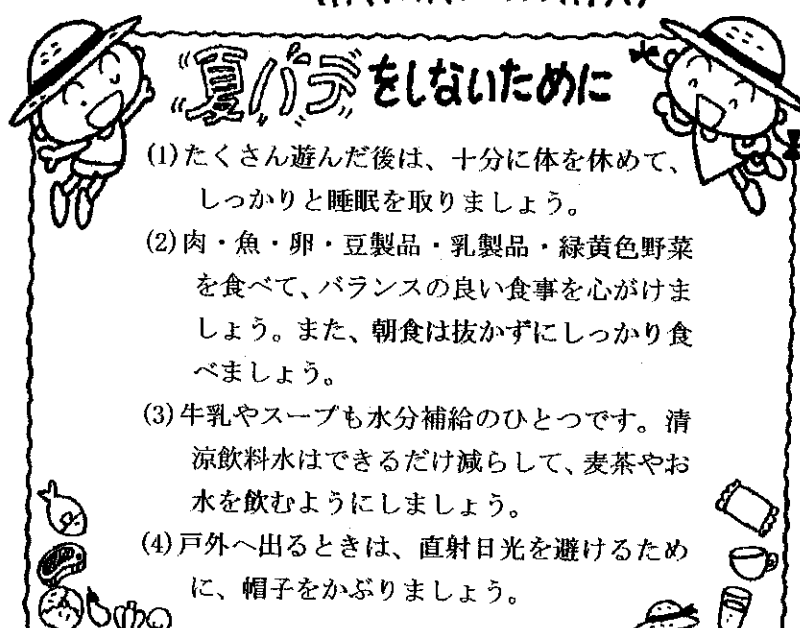 夏バテをしないために
(1)たくさん遊んだ後は、十分に体を休めて、
しっかりと睡眠を取りましょう。
(2)肉・魚・卵・豆製品・乳製品・緑黄色野菜
を食べて、バランスの良い食事を心がけま
しょう。また、朝食は抜かずにしっかり食
べましょう。
(3)牛乳やスープも水分補給のひとつです。清
涼飲料水はできるだけ減らして、麦茶やお
水を飲むようにしましょう。
(4)戸外へ出るときは、直射日光を避けるため
に、帽子をかぶりましょう。